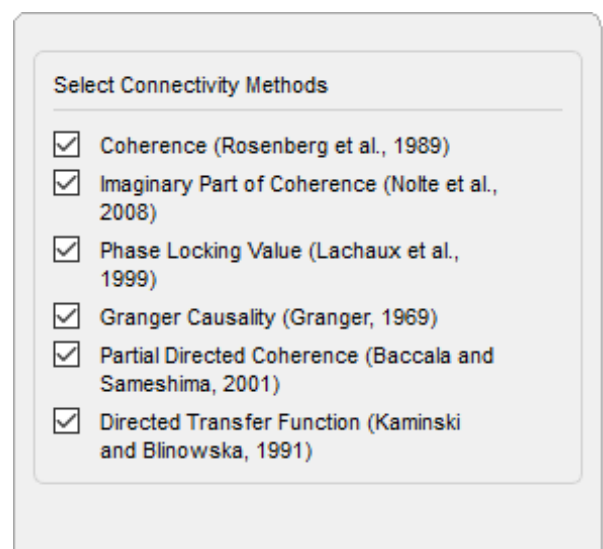 Select Connectivity Methods
Coherence (Rosenberg et al., 1989)
Imaginary Part of Coherence (Nolte et al.,
2008)
Phase Locking Value (Lachaux et al.,
1999)
Granger Causality (Granger, 1969)
Partial Directed Coherence (Baccala and
Sameshima, 2001)
Directed Transfer Function (Kaminski
and Blinowska, 1991)